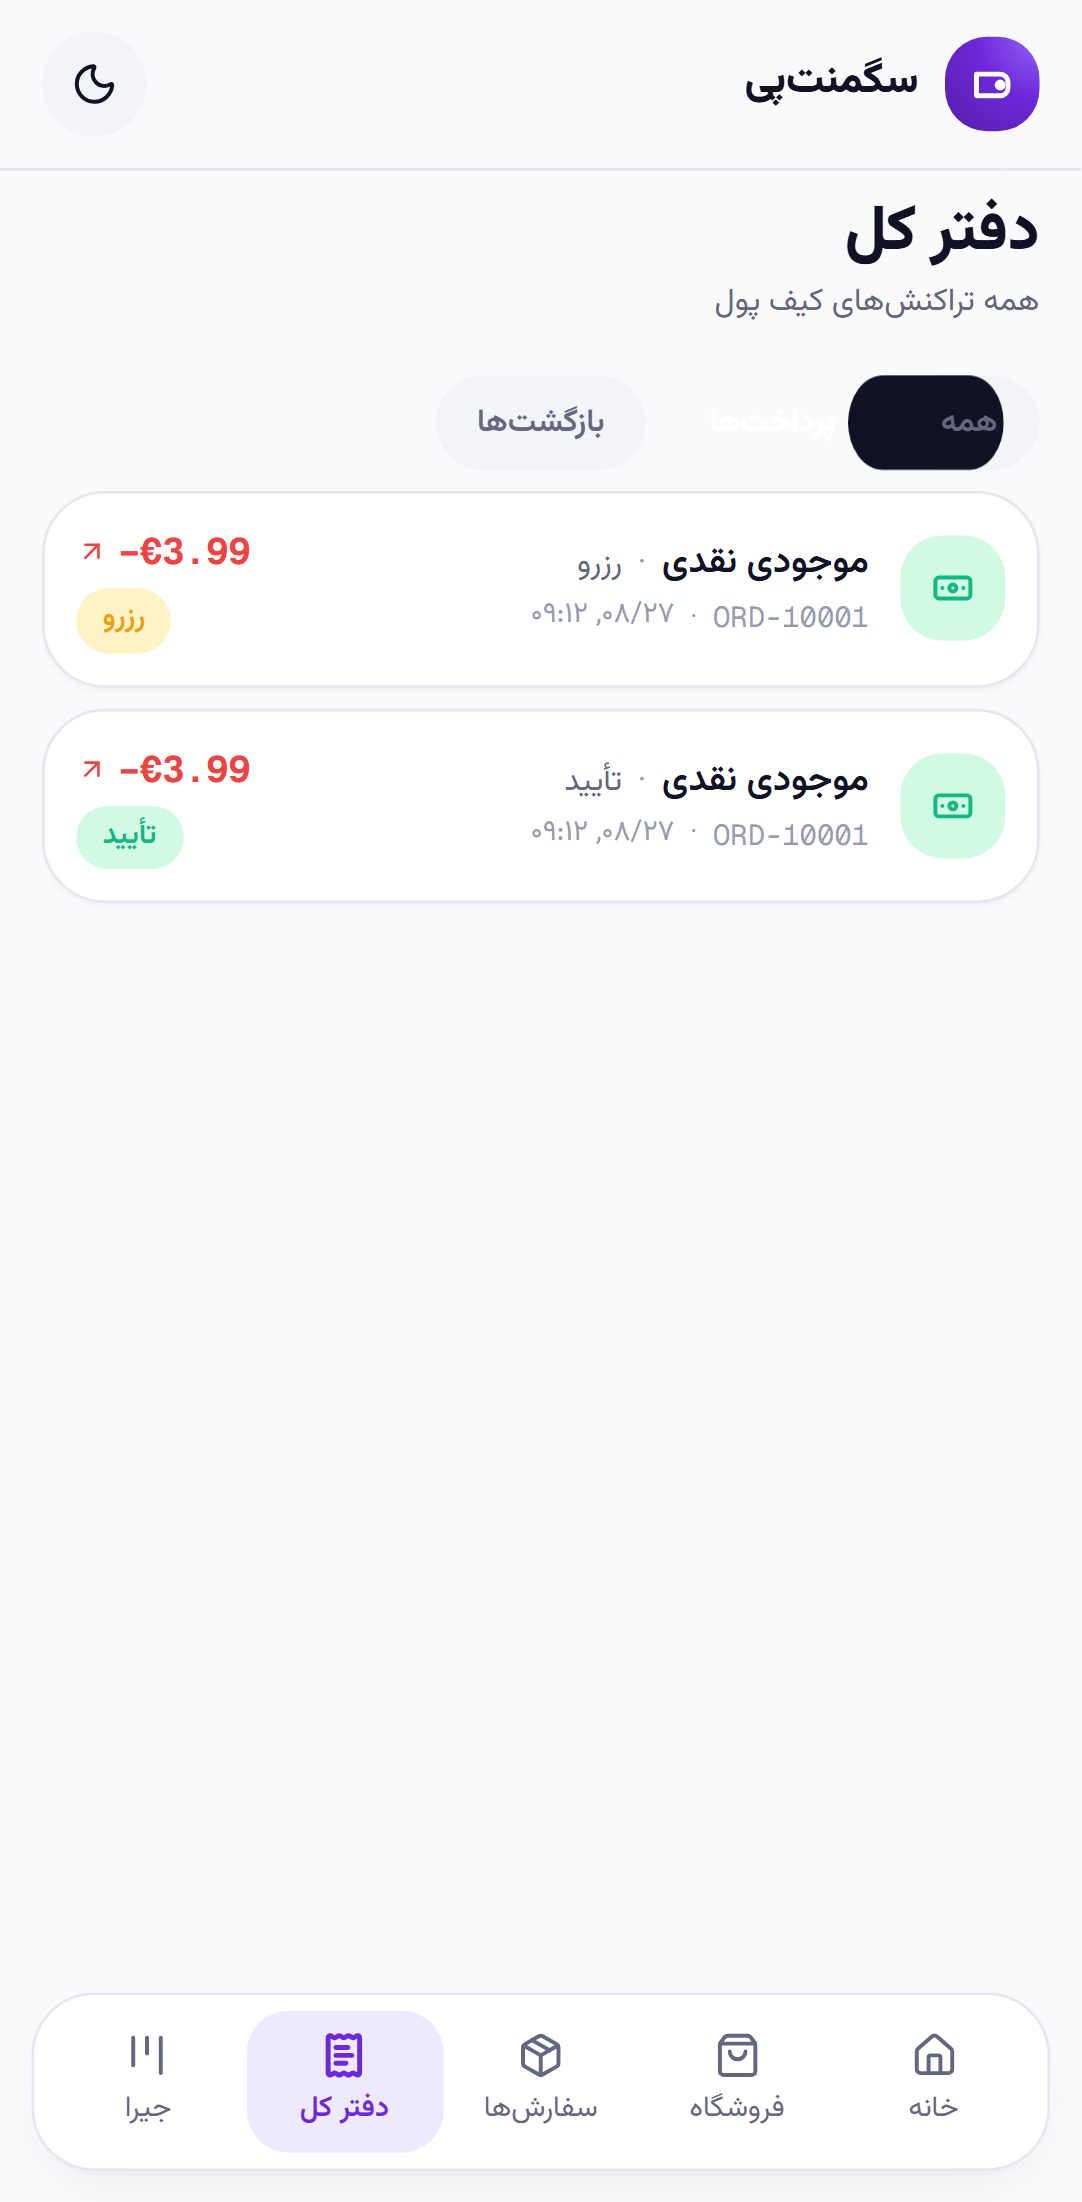 سگمنت‌پی
دفتر کل
همه تراکنش‌های کیف پول
همه
پرداخت‌ها
بازگشت‌ها
موجودی نقدی · رزرو
ORD-10001 · ۰۸/۲۷, ۰۹:۱۲
−€3.99
رزرو
موجودی نقدی · تأیید
ORD-10001 · ۰۸/۲۷, ۰۹:۱۲
−€3.99
تأیید
خانه
فروشگاه
سفارش‌ها
دفتر کل
جیرا